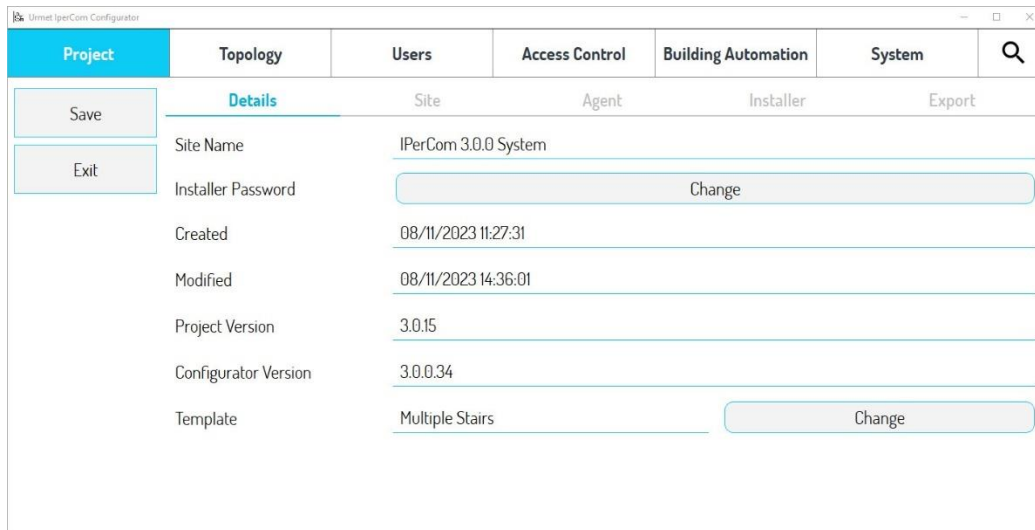 Urmet IperCom Configurator
Project Topology Users Access Control Building Automation System
Save
Exit
Details Site Agent Installer Export
Site Name IPerCom 3.0.0 System
Installer Password Change
Created 08/11/2023 11:27:31
Modified 08/11/2023 14:36:01
Project Version 3.0.15
Configurator Version 3.0.0.34
Template Multiple Stairs Change